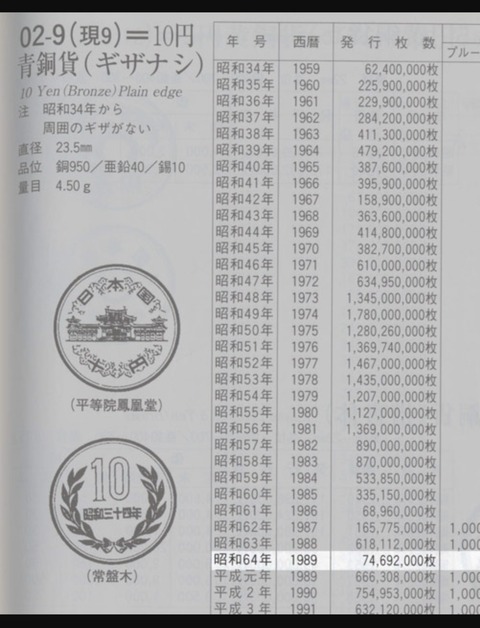 02-9(現9)=10円
青銅貨(ギザナシ)
10 Yen (Bronze) Plain edge
注 昭和34年から
周囲のギザがない
直径 23.5㎜
品位 銅950/亜鉛40/錫10
量目 4.50g
日本国
十円
(平等院鳳凰堂)
10
昭和三十四年
(常盤木)
年号 西暦 発行枚数
プルー
昭和34年 1959 62,400,000枚
昭和35年 1960 225,900,000枚
昭和36年 1961 229,900,000枚
昭和37年 1962 284,200,000枚
昭和38年 1963 411,300,000枚
昭和39年 1964 479,200,000枚
昭和40年 1965 387,600,000枚
昭和41年 1966 395,900,000枚
昭和42年 1967 158,900,000枚
昭和43年 1968 363,600,000枚
昭和44年 1969 414,800,000枚
昭和45年 1970 382,700,000枚
昭和46年 1971 610,000,000枚
昭和47年 1972 634,950,000枚
昭和48年 1973 1,345,000,000枚
昭和49年 1974 1,780,000,000枚
昭和50年 1975 1,280,260,000枚
昭和51年 1976 1,369,740,000枚
昭和52年 1977 1,467,000,000枚
昭和53年 1978 1,435,000,000枚
昭和54年 1979 1,207,000,000枚
昭和55年 1980 1,127,000,000枚
昭和56年 1981 1,369,000,000枚
昭和57年 1982 890,000,000枚
昭和58年 1983 870,000,000枚
昭和59年 1984 533,850,000枚
昭和60年 1985 335,150,000枚
昭和61年 1986 68,960,000枚
昭和62年 1987 165,775,000枚 1,000
昭和63年 1988 618,112,000枚 1,000
昭和64年 1989 74,692,000枚
平成元年 1989 666,308,000枚 1,000
平成2年 1990 754,953,000枚 1,000
平成3年 1991 632,120,000枚 1,000